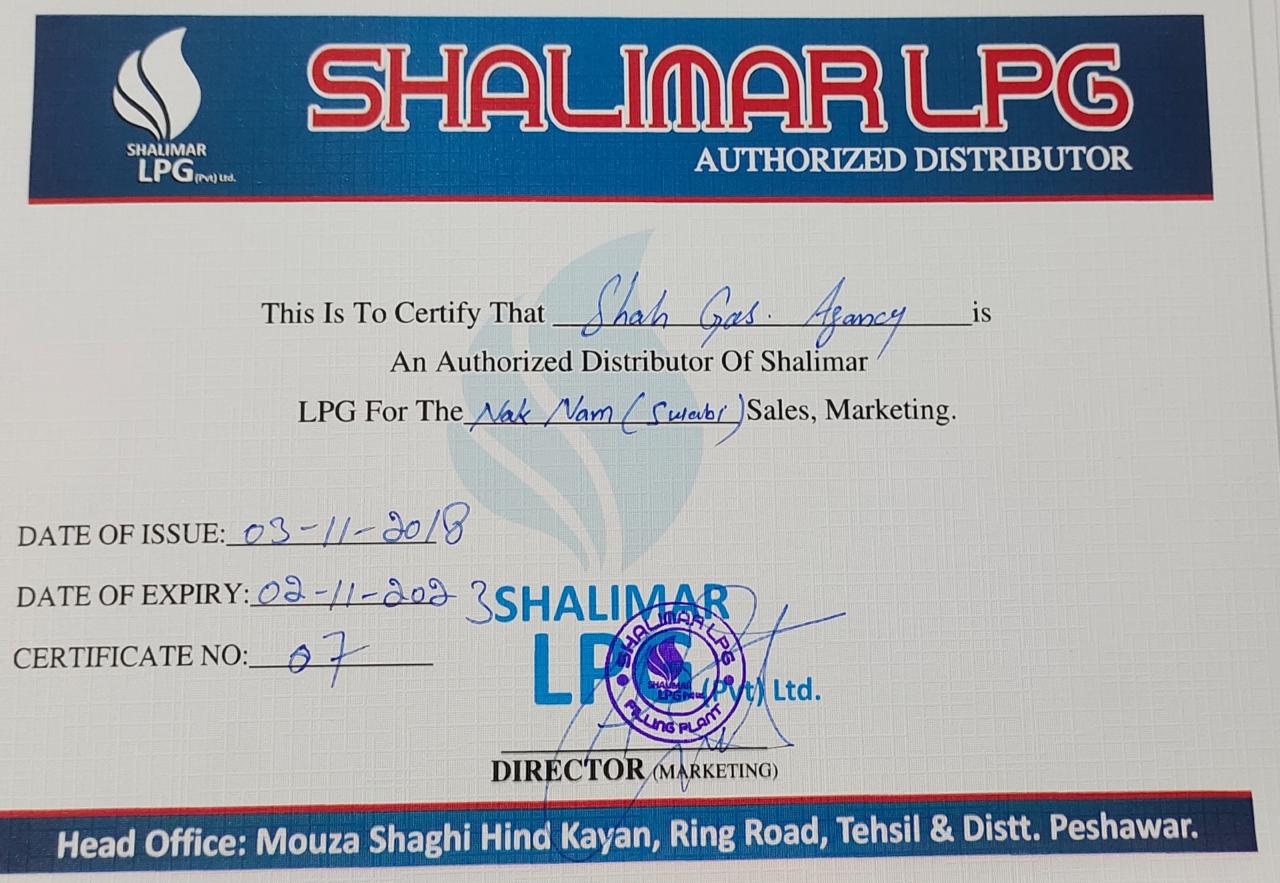 SHALIMAR LPG
SHALIMAR
LPG (Pvt) Ltd.
AUTHORIZED DISTRIBUTOR
This Is To Certify That Shah Gas. Agancy is
An Authorized Distributor Of Shalimar
LPG For The Nak Nam (Swabi) Sales, Marketing.
DATE OF ISSUE: 03-11-2018
DATE OF EXPIRY: 02-11-2023
CERTIFICATE NO: 07
SHALIMAR
LPG (Pvt) Ltd.
SHALIMAR LPG
SHALIMAR
LPG
FILLING PLANT
DIRECTOR (MARKETING)
Head Office: Mouza Shaghi Hind Kayan, Ring Road, Tehsil & Distt. Peshawar.